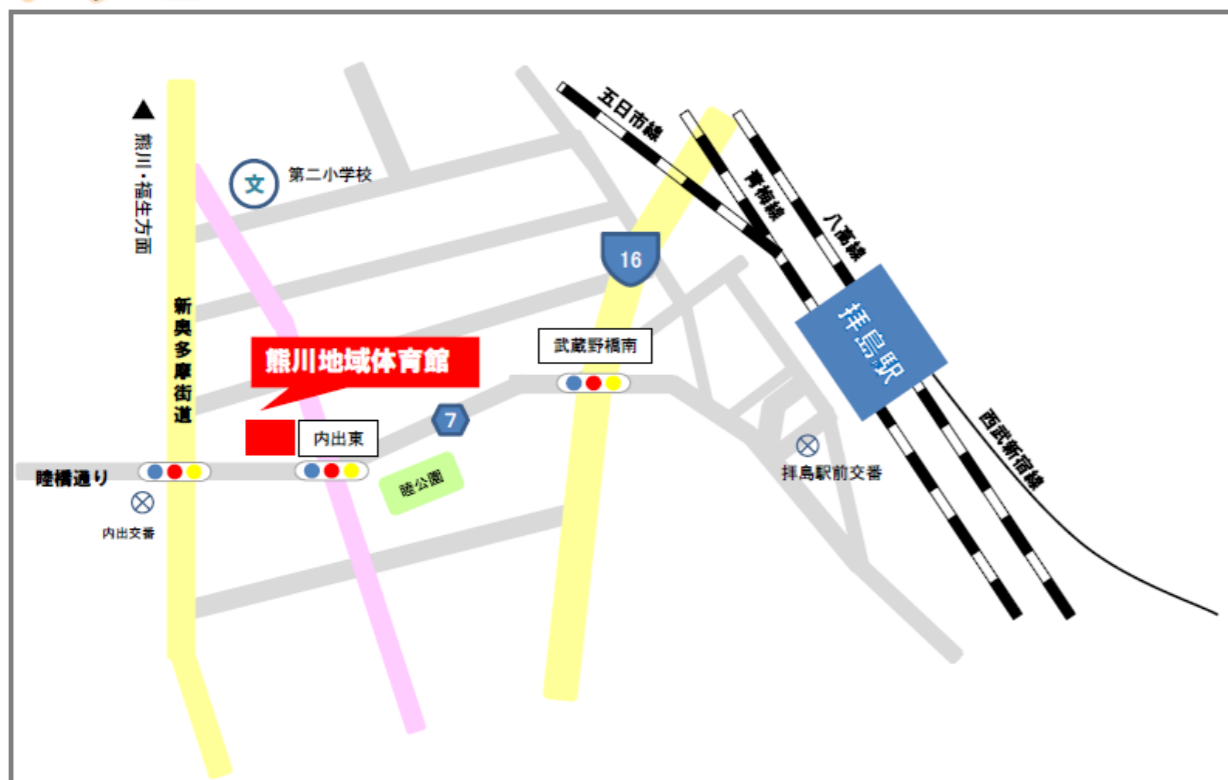 五日市線
青梅線
八高線
▲熊川・福生方面
文
第二小学校
16
新奥多摩街道
武蔵野橋南
拝島駅
熊川地域体育館
7
内出東
睦橋通り
睦公園
拝島駅前交番
西武新宿線
内出交番